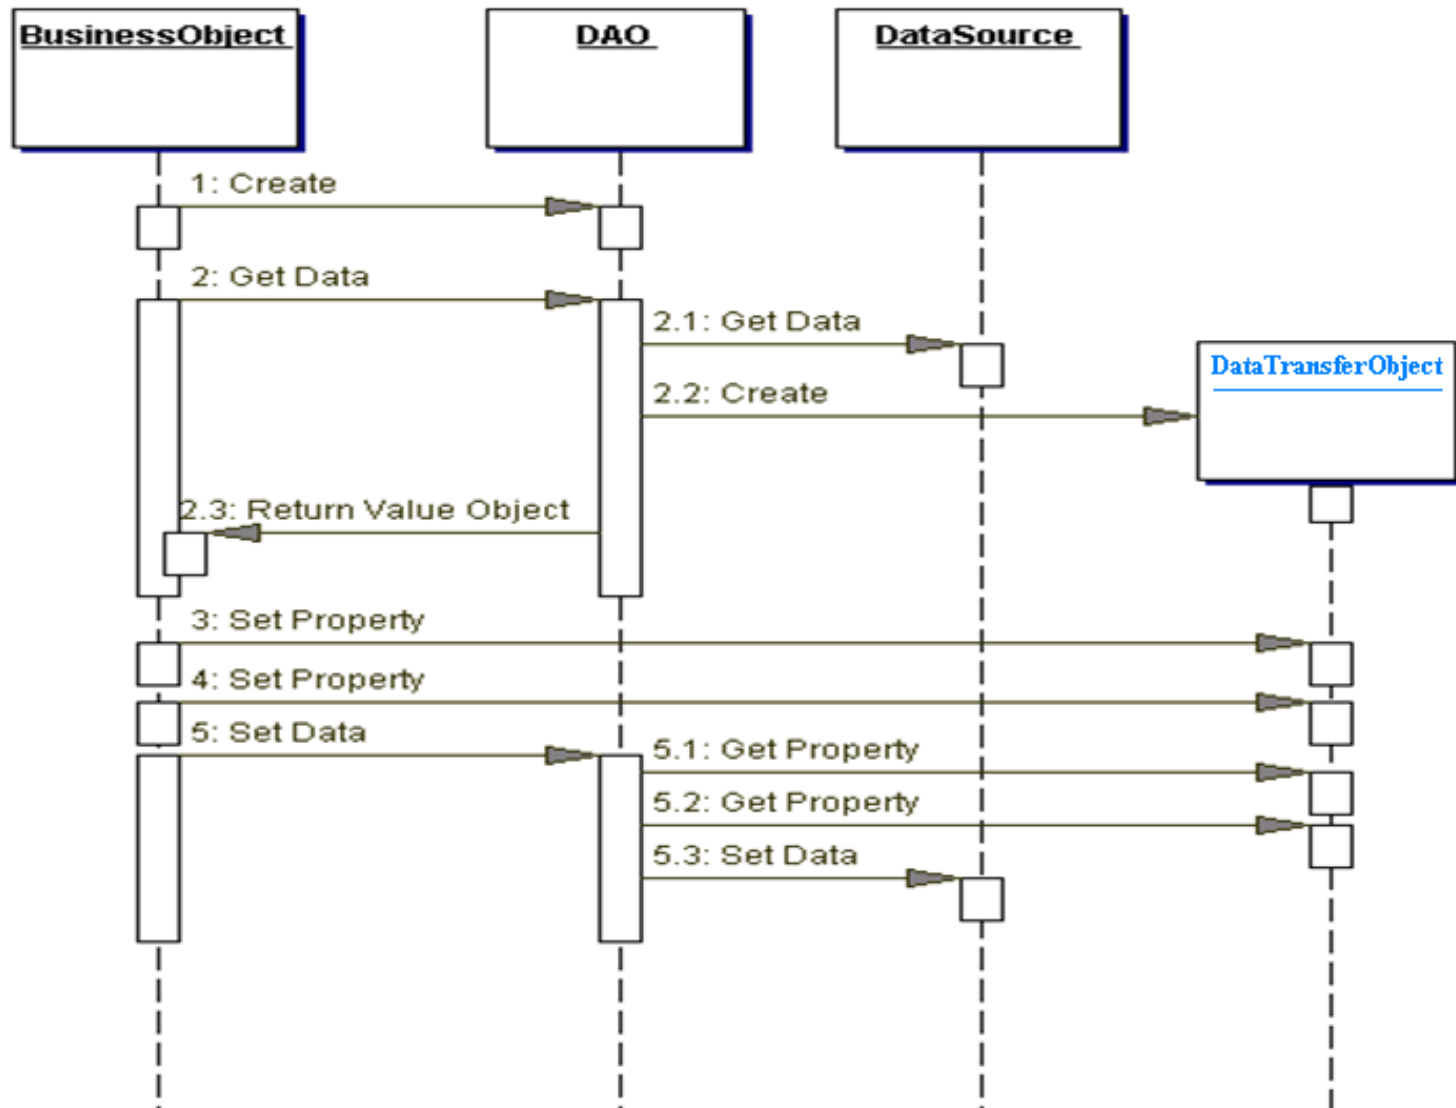 BusinessObject
DAO
DataSource
1: Create
2: Get Data
2.1: Get Data
DataTransferObject
2.2: Create
2.3: Return Value Object
3: Set Property
4: Set Property
5: Set Data
5.1: Get Property
5.2: Get Property
5.3: Set Data